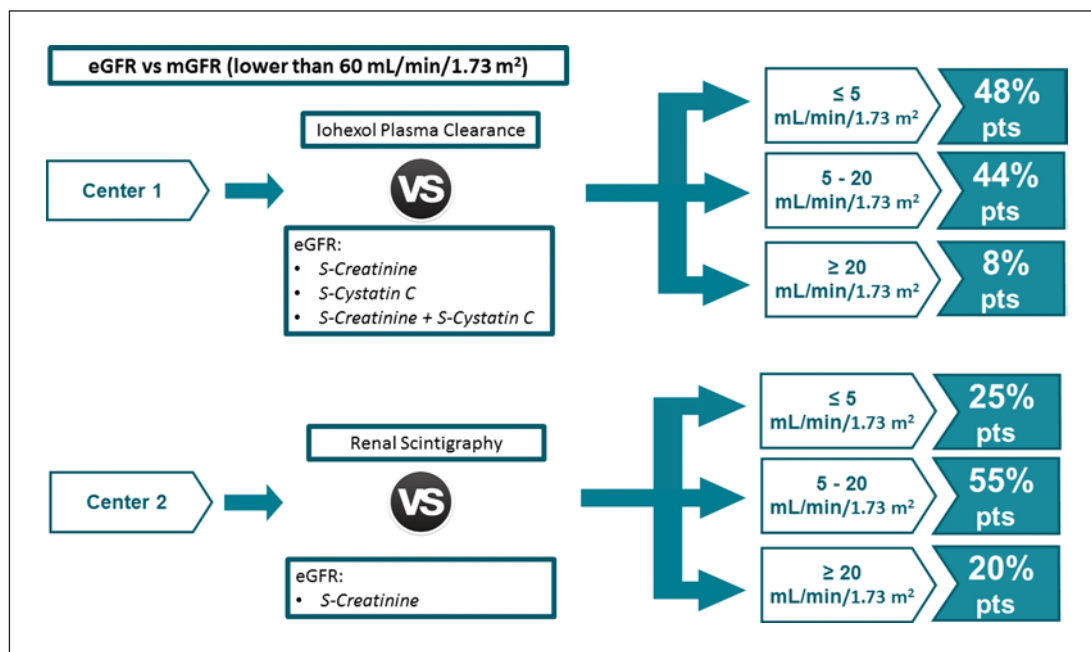 eGFR vs mGFR (lower than 60 mL/min/1.73 m²)
Center 1
Iohexol Plasma Clearance
VS
eGFR:
• S-Creatinine
• S-Cystatin C
• S-Creatinine + S-Cystatin C
≤ 5
mL/min/1.73 m²
48%
pts
5 - 20
mL/min/1.73 m²
44%
pts
≥ 20
mL/min/1.73 m²
8%
pts
Center 2
Renal Scintigraphy
VS
eGFR:
• S-Creatinine
≤ 5
mL/min/1.73 m²
25%
pts
5 - 20
mL/min/1.73 m²
55%
pts
≥ 20
mL/min/1.73 m²
20%
pts